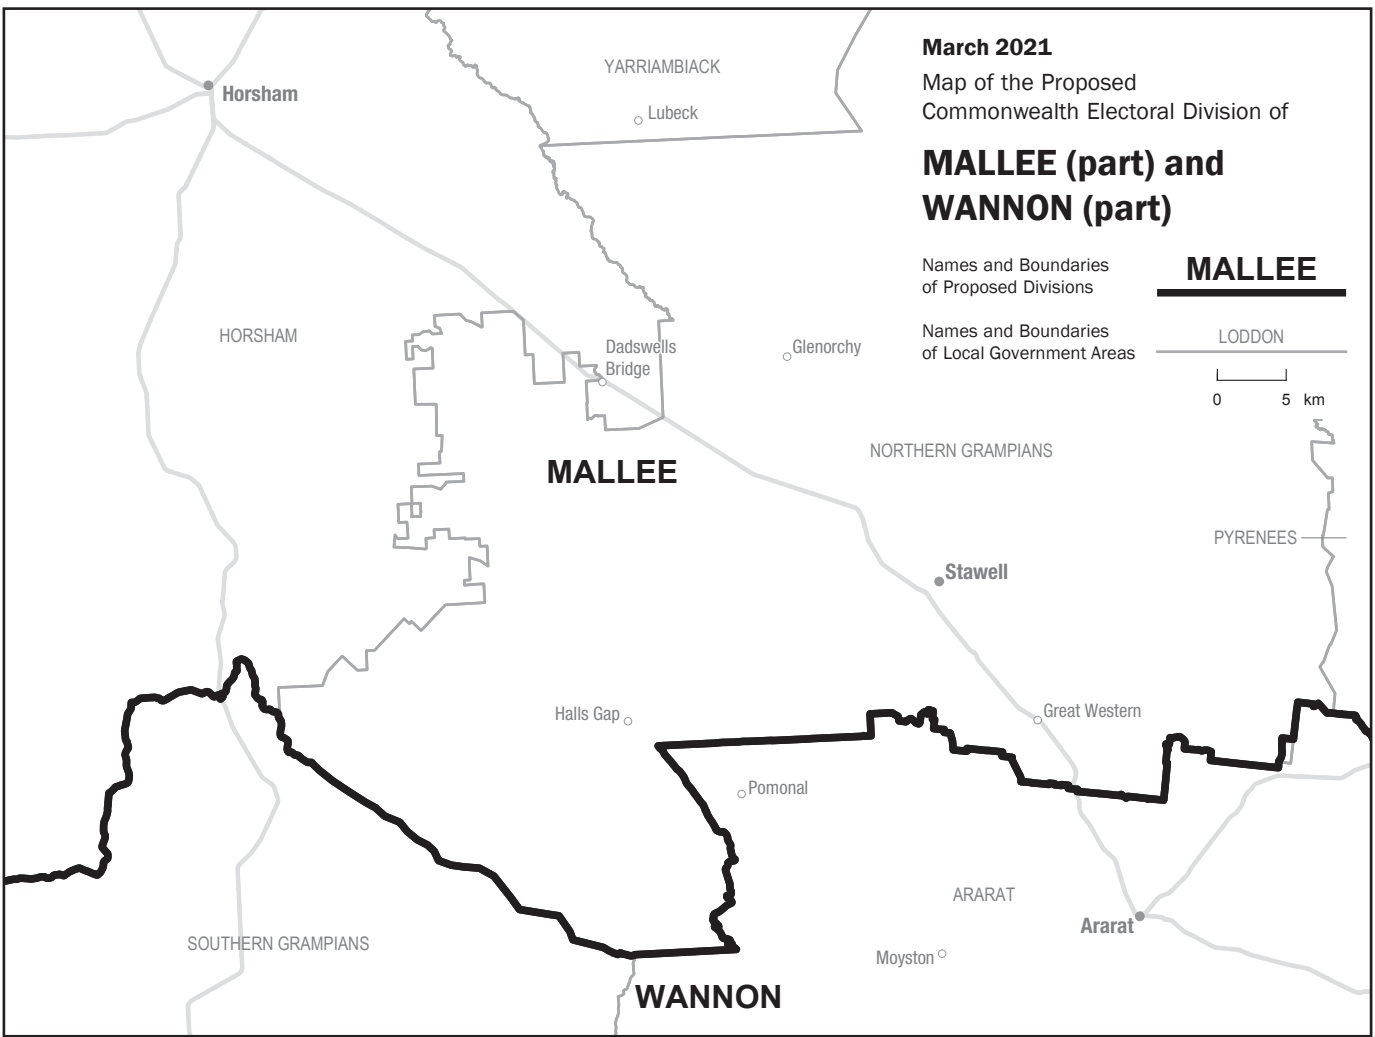 March 2021
Map of the Proposed
Commonwealth Electoral Division of
MALLEE (part) and
WANNON (part)
Names and Boundaries
of Proposed Divisions
MALLEE
Names and Boundaries
of Local Government Areas
LODDON
0 5 km
YARRIAMBIACK
Lubeck
Horsham
HORSHAM
Dadswells
Bridge
Glenorchy
NORTHERN GRAMPIANS
MALLEE
PYRENEES
Stawell
Halls Gap
Great Western
Pomonal
ARARAT
Ararat
SOUTHERN GRAMPIANS
Moyston
WANNON